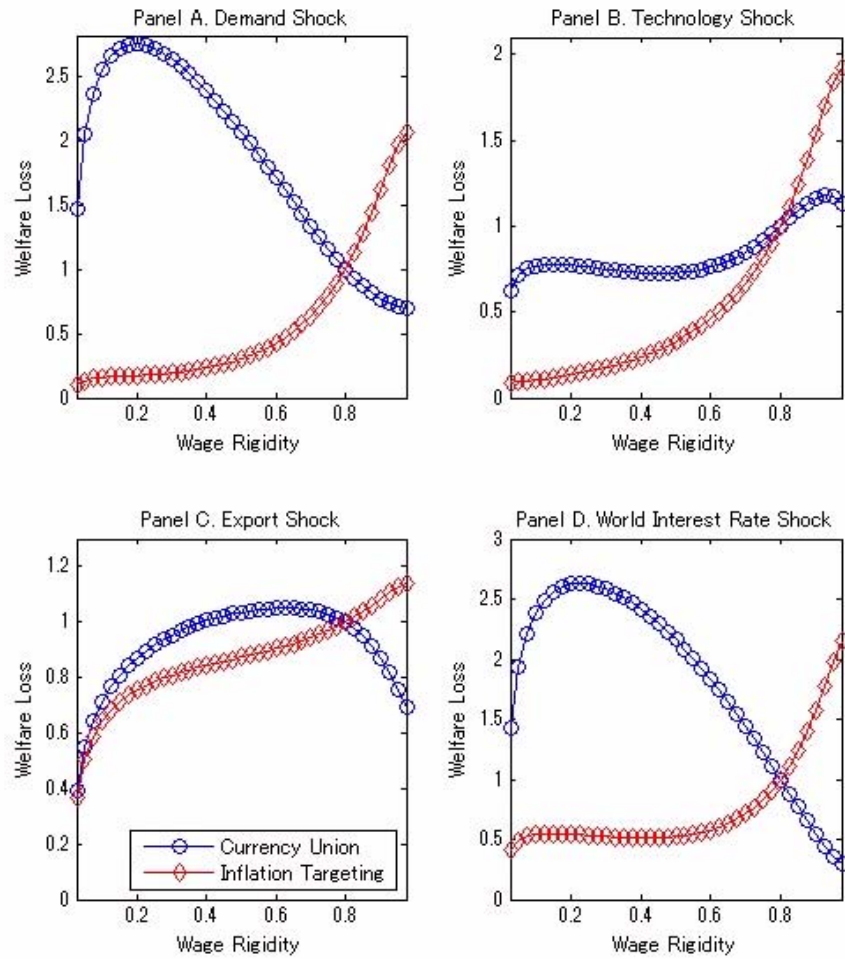 Panel A. Demand Shock
Welfare Loss
2.5
2
1.5
1
0.5
0
0.2
0.4
0.6
0.8
Wage Rigidity
Panel B. Technology Shock
Welfare Loss
2
1.5
1
0.5
0
0.2
0.4
0.6
0.8
Wage Rigidity
Panel C. Export Shock
Welfare Loss
1.2
1
0.8
0.6
0.4
0.2
0
0.2
0.4
0.6
0.8
Wage Rigidity
Currency Union
Inflation Targeting
Panel D. World Interest Rate Shock
Welfare Loss
3
2.5
2
1.5
1
0.5
0
0.2
0.4
0.6
0.8
Wage Rigidity